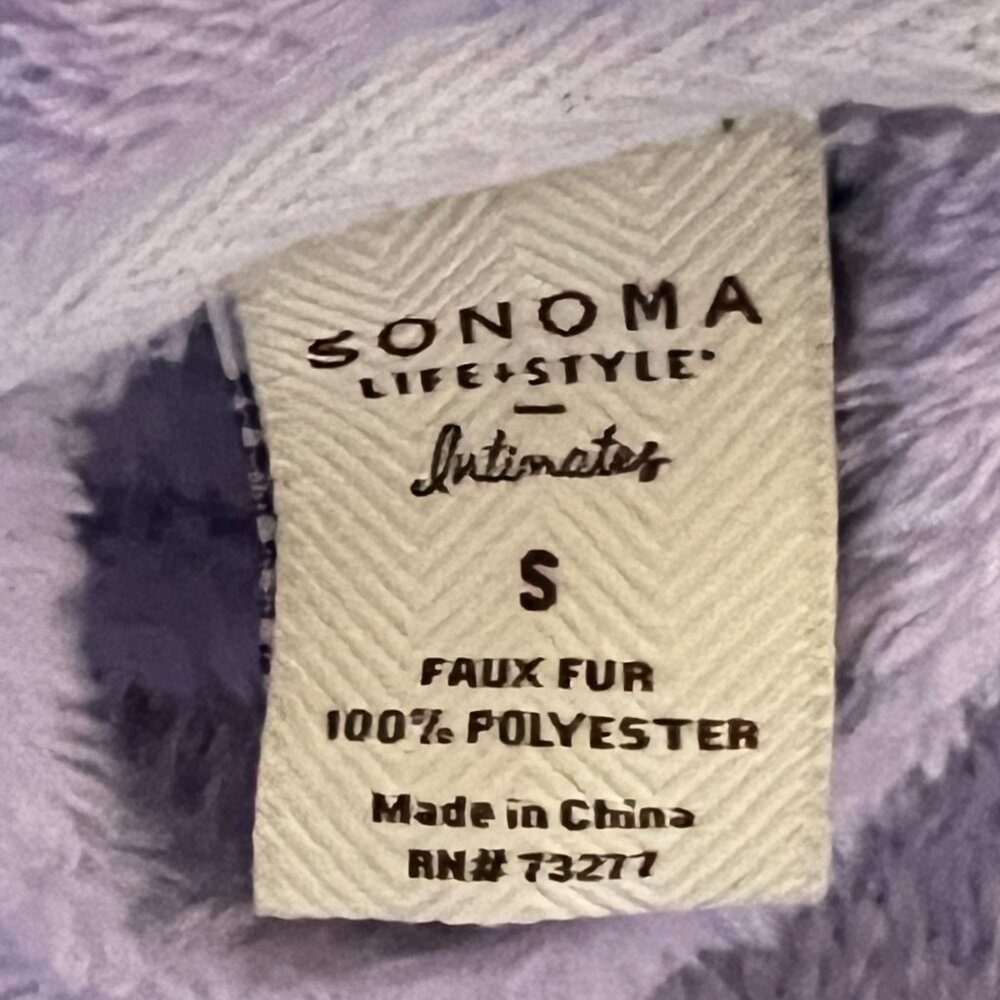 SONOMA
LIFE+STYLE®
Intimates
S
FAUX FUR
100% POLYESTER
Made in China
RN# 73277